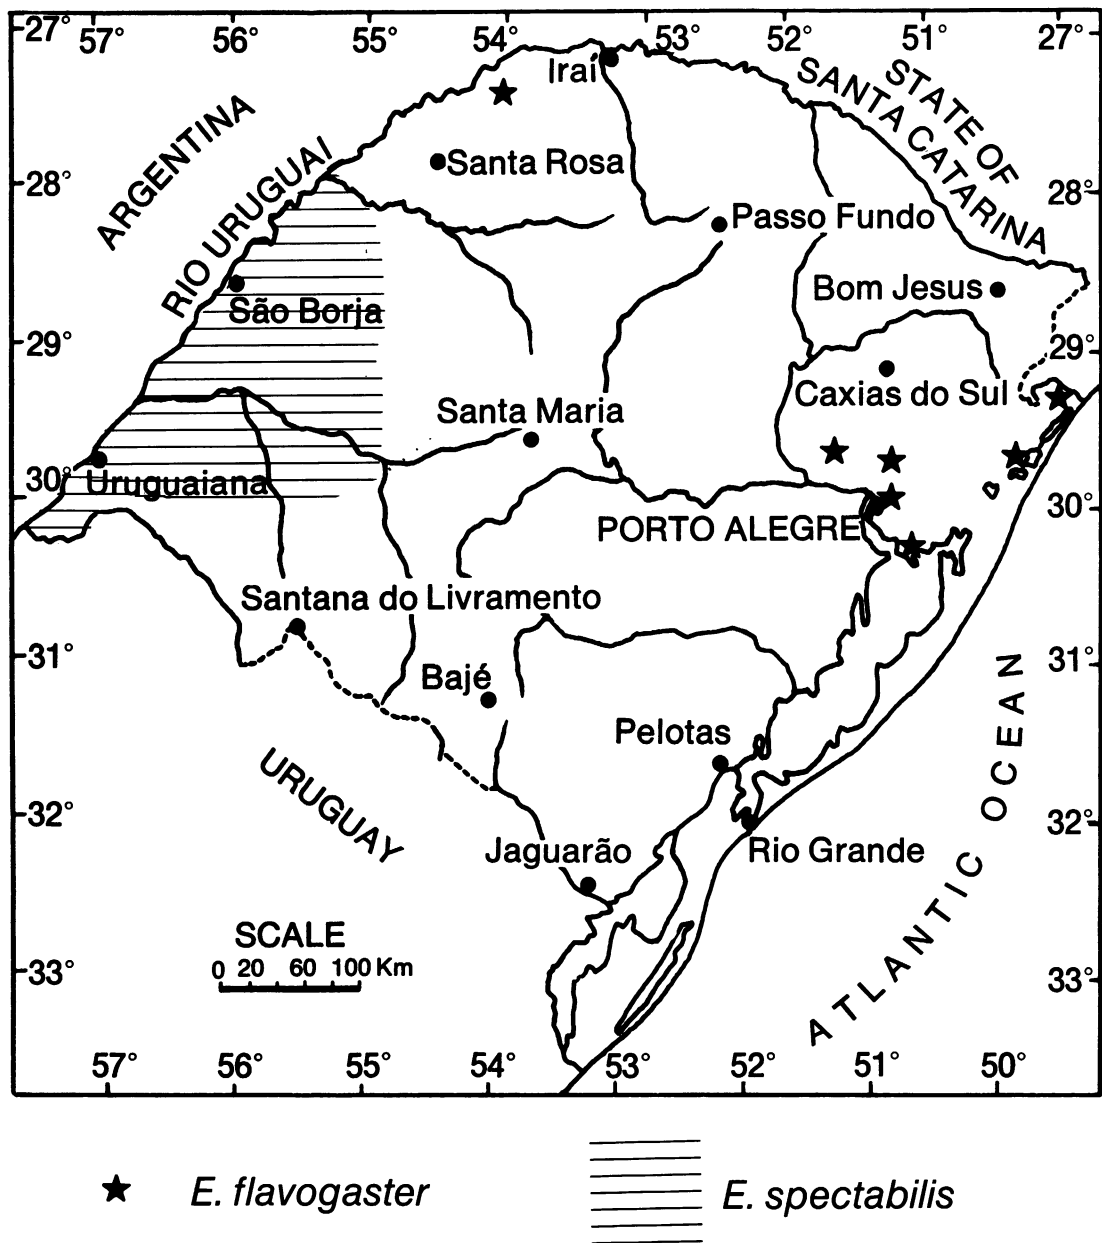 27°
57°
56°
55°
54°
53°
52°
51°
27°
Iraí
STATE OF
SANTA CATARINA
ARGENTINA
RIO URUGUAI
Santa Rosa
28°
28°
Passo Fundo
Bom Jesus
São Borja
29°
29°
Caxias do Sul
Santa Maria
30°
Uruguaiana
30°
PORTO ALEGRE
Santana do Livramento
31°
31°
Bajé
Pelotas
URUGUAY
ATLANTIC OCEAN
32°
32°
Jaguarão
Rio Grande
SCALE
0 20 60 100 Km
33°
33°
57°
56°
55°
54°
53°
52°
51°
50°
E. flavogaster
E. spectabilis